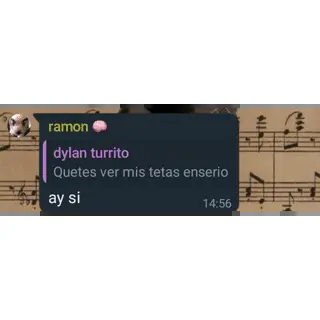 ramon 🧠
dylan turrito
Quetes ver mis tetas enserio
ay si
14:56